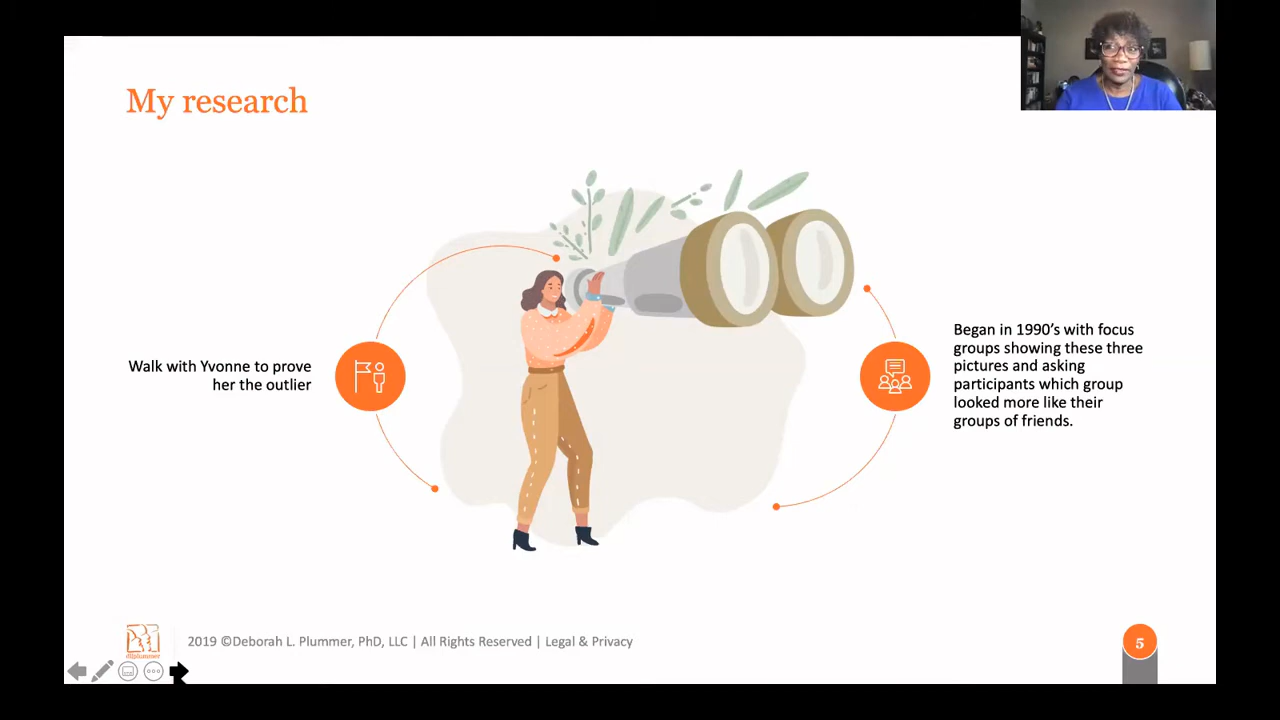 My research
Walk with Yvonne to prove
her the outlier
Began in 1990's with focus
groups showing these three
pictures and asking
participants which group
looked more like their
groups of friends.
dlplummer
2019 ©Deborah L. Plummer, PhD, LLC | All Rights Reserved | Legal & Privacy
5